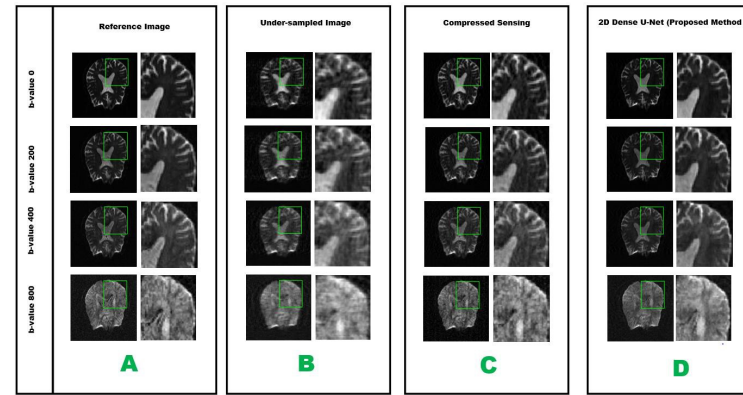 Reference Image
Under-sampled Image
Compressed Sensing
2D Dense U-Net (Proposed Method
b-value 0
b-value 200
b-value 400
b-value 800
A
B
C
D